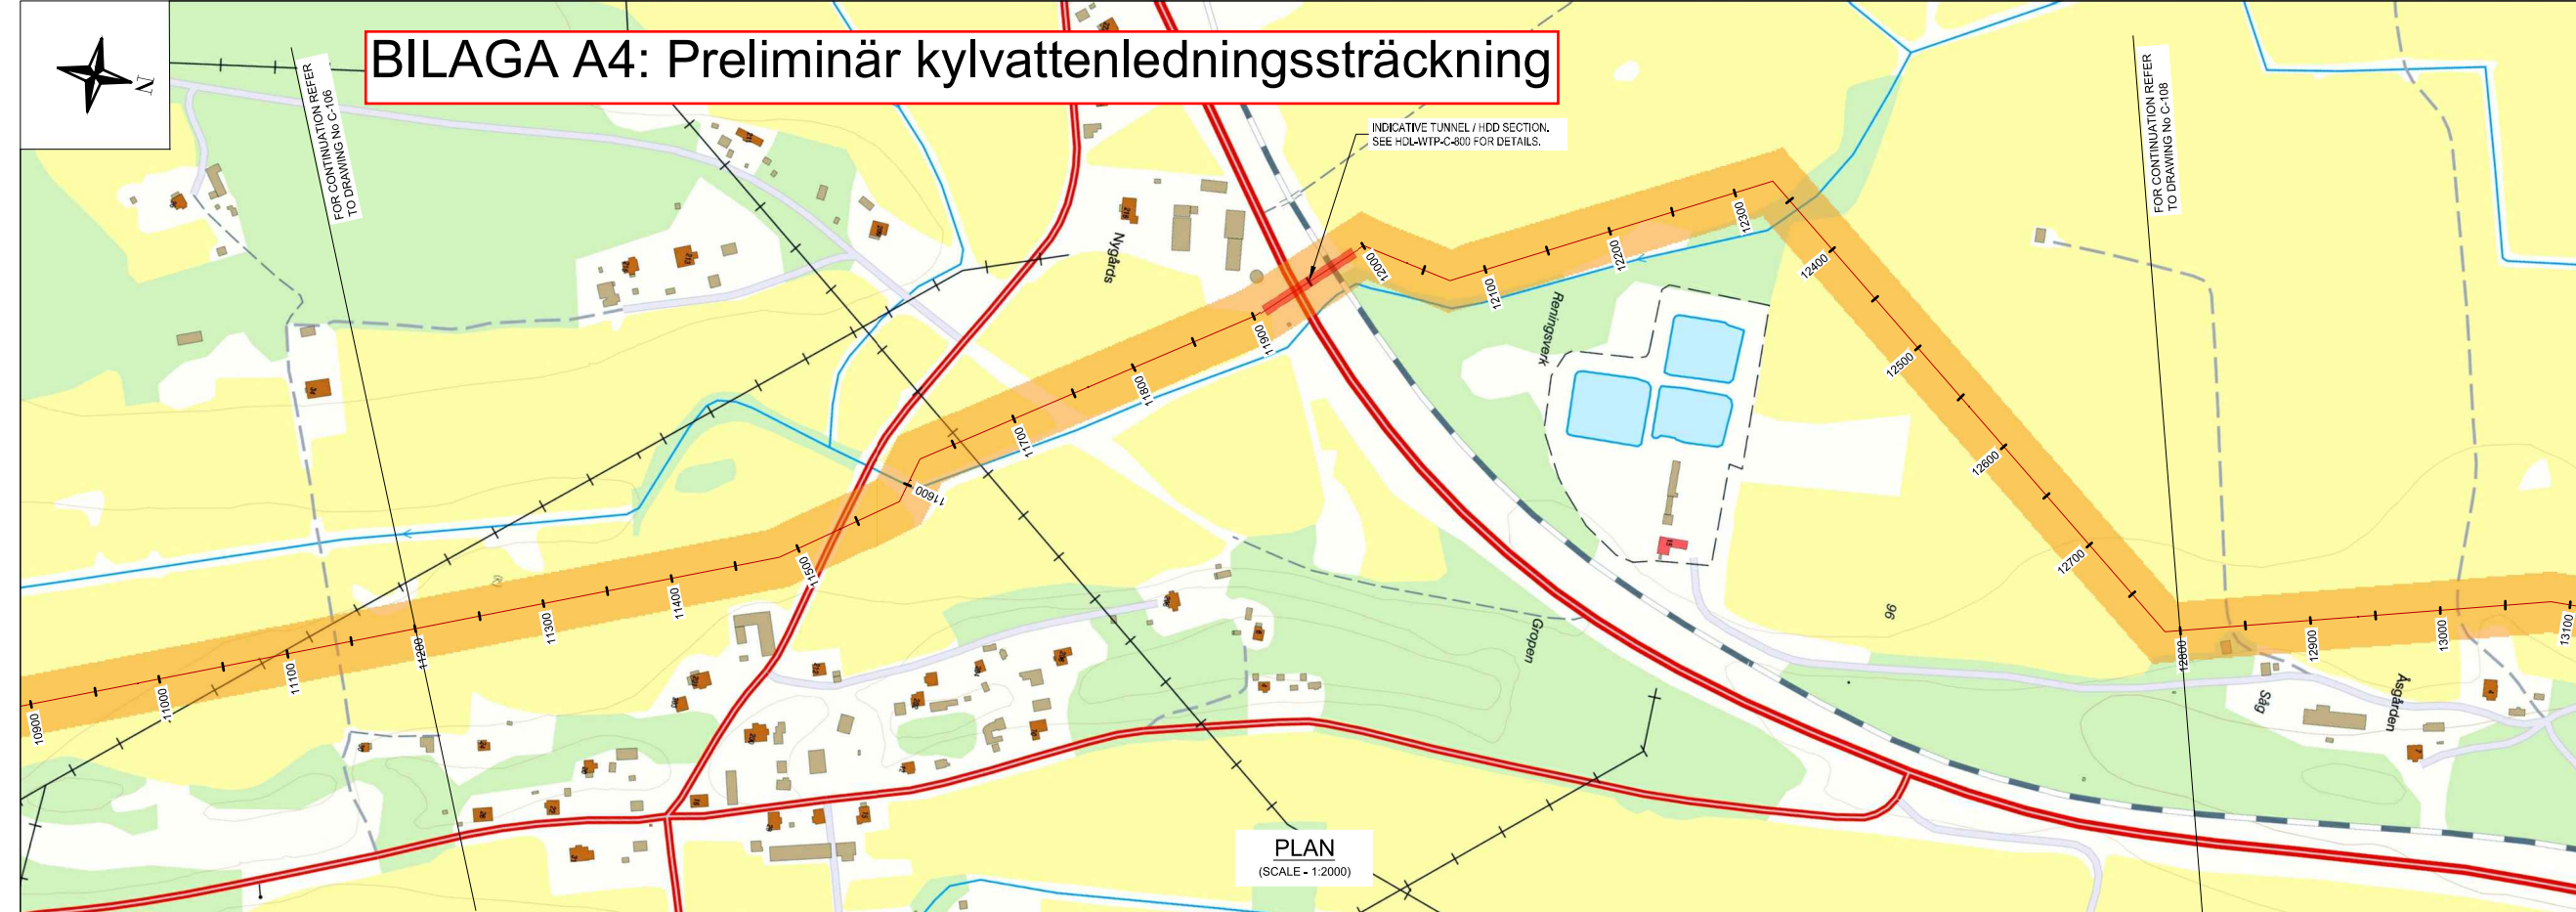 BILAGA A4: Preliminär kylvattenledningssträckning
N
FOR CONTINUATION REFER
TO DRAWING No C-106
INDICATIVE TUNNEL / HDD SECTION.
SEE HDL-WTP-C-800 FOR DETAILS.
FOR CONTINUATION REFER
TO DRAWING No C-108
Nygårds
Reningsverk
Gropen
96
Såg
Åsgården
10900
11000
11100
11200
11300
11400
11500
11600
11700
11800
11900
12000
12100
12200
12300
12400
12500
12600
12700
12800
12900
13000
13100
PLAN
(SCALE - 1:2000)